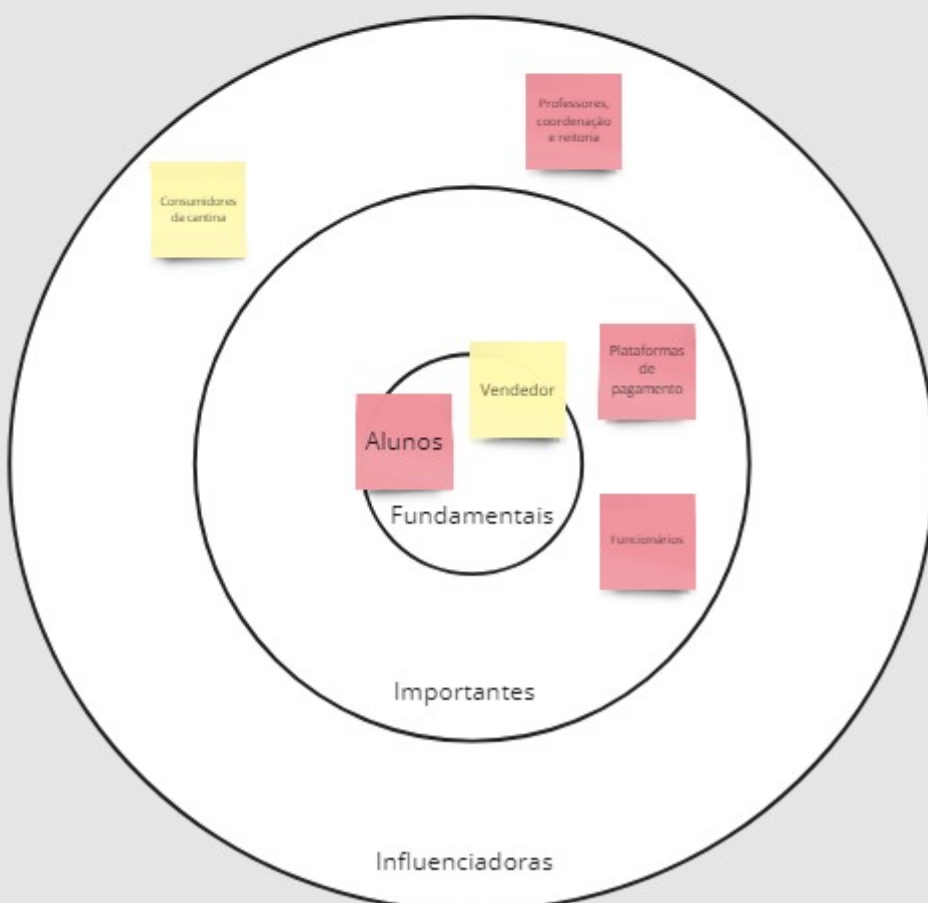 Professores,
coordenação
e reitoria
Consumidores
da cantina
Plataformas
de
pagamento
Vendedor
Alunos
Fundamentais
Funcionários
Importantes
Influenciadoras